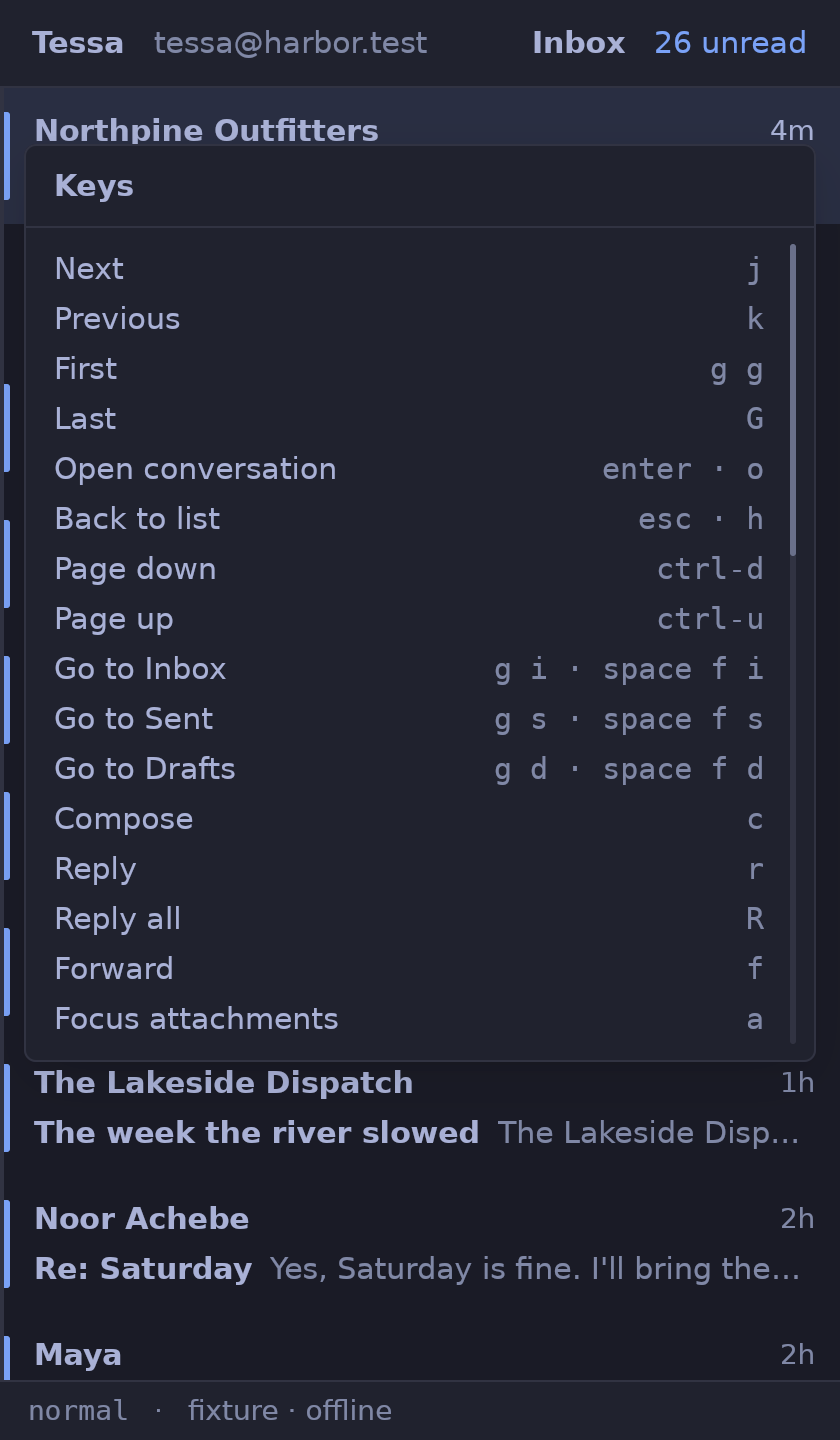 Tessa tessa@harbor.test Inbox 26 unread
Northpine Outfitters 4m
Keys
Next j
Previous k
First g g
Last G
Open conversation enter · o
Back to list esc · h
Page down ctrl-d
Page up ctrl-u
Go to Inbox g i · space f i
Go to Sent g s · space f s
Go to Drafts g d · space f d
Compose c
Reply r
Reply all R
Forward f
Focus attachments a
The Lakeside Dispatch 1h
The week the river slowed The Lakeside Disp…
Noor Achebe 2h
Re: Saturday Yes, Saturday is fine. I'll bring the…
Maya 2h
normal · fixture · offline